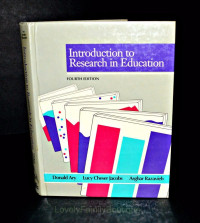 Introduction to
Research in Education
FOURTH EDITION
Donald Ary   Lucy Cheser Jacobs   Asghar Razavieh